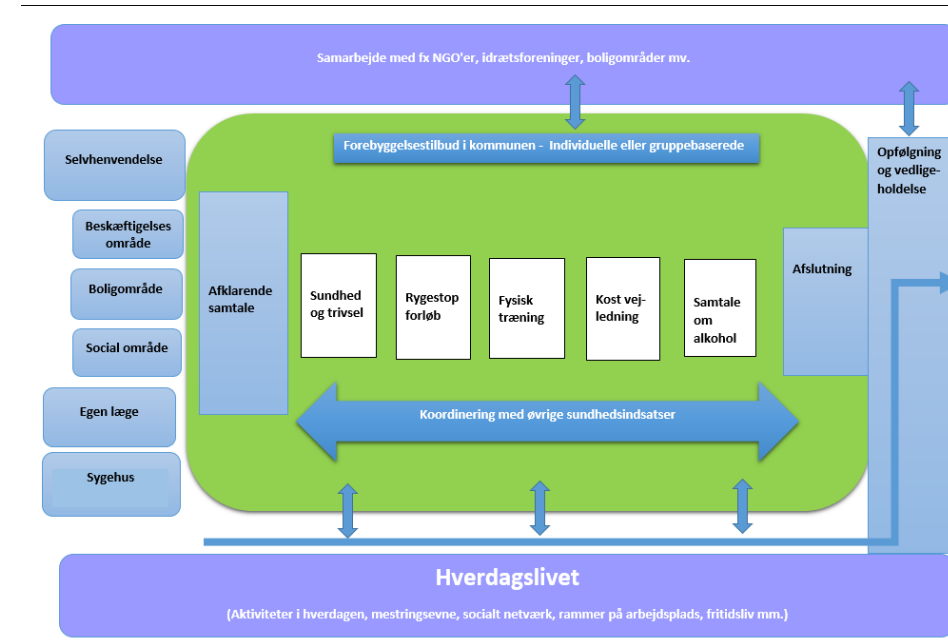 Samarbejde med fx NGO'er, idrætsforeninger, boligområder mv.
Forebyggelsestilbud i kommunen - Individuelle eller gruppebaserede
Selvhenvendelse
Beskæftigelses
område
Boligområde
Social område
Egen læge
Sygehus
Afklarende
samtale
Sundhed
og trivsel
Rygestop
forløb
Fysisk
træning
Kost vej-
ledning
Samtale
om
alkohol
Afslutning
Opfølgning
og vedlige-
holdelse
Koordinering med øvrige sundhedsindsatser
Hverdagslivet
(Aktiviteter i hverdagen, mestringsevne, socialt netværk, rammer på arbejdsplads, fritidsliv mm.)